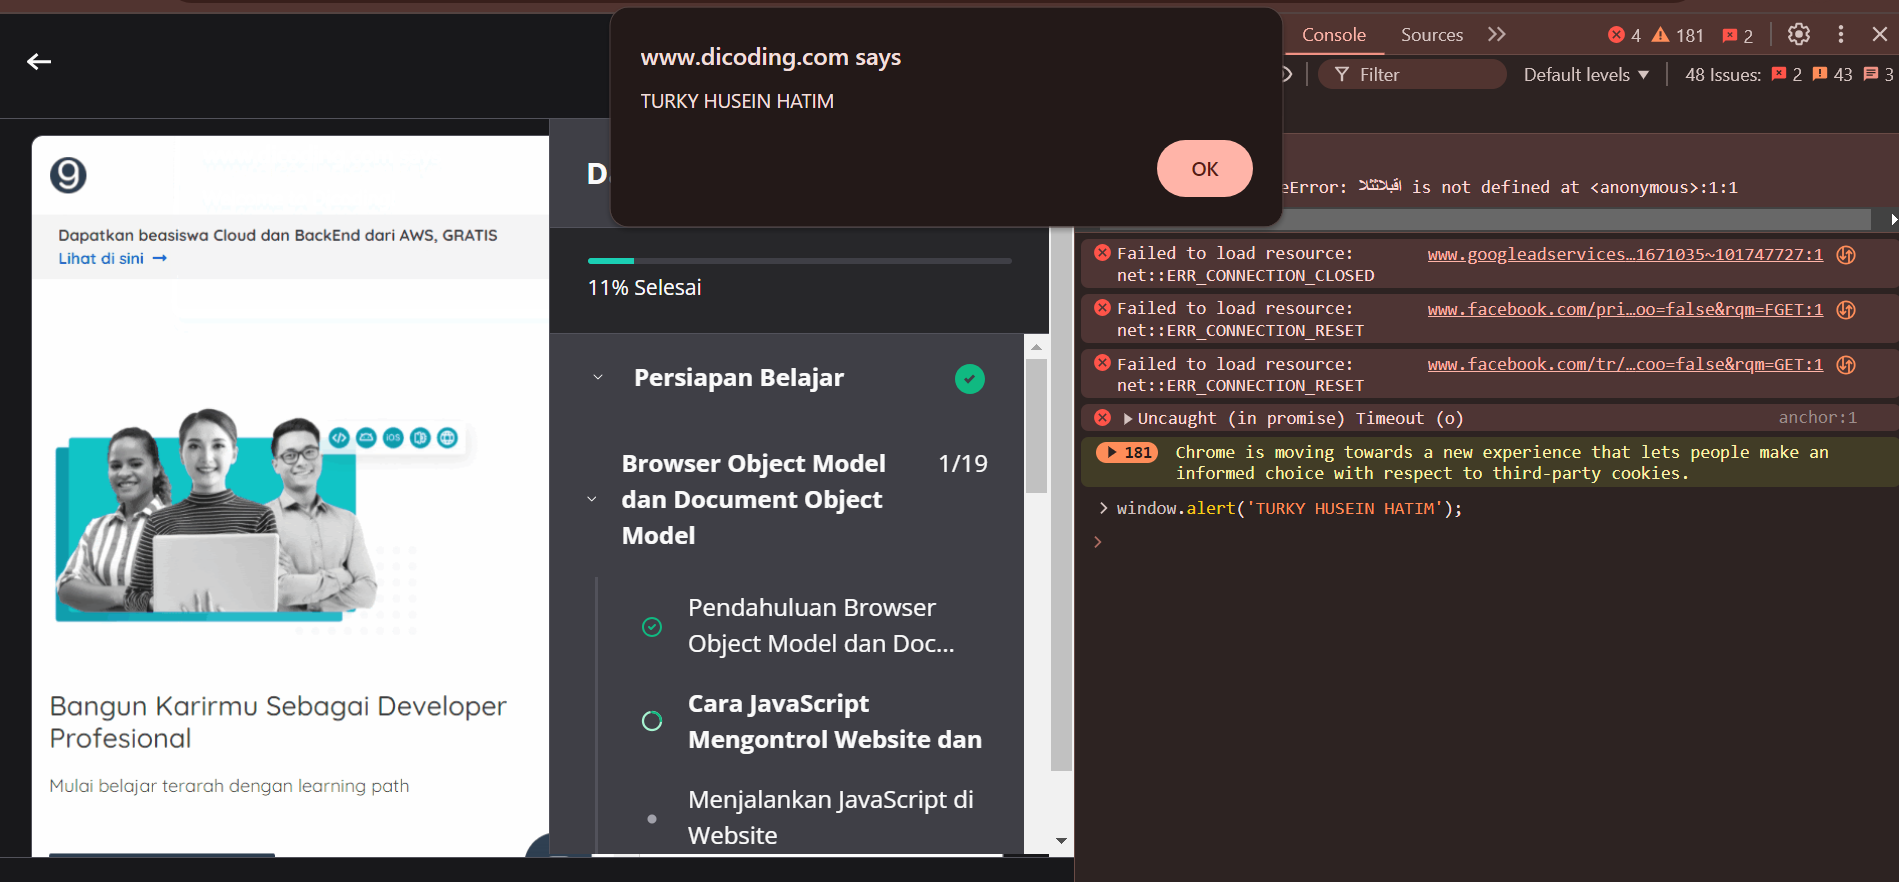 www.dicoding.com says
TURKY HUSEIN HATIM
OK
Dapatkan beasiswa Cloud dan BackEnd dari AWS, GRATIS
Lihat di sini →
iOS
Bangun Karirmu Sebagai Developer
Profesional
Mulai belajar terarah dengan learning path
D
11% Selesai
Persiapan Belajar
Browser Object Model 1/19
dan Document Object
Model
Pendahuluan Browser
Object Model dan Doc...
Cara JavaScript
Mengontrol Website dan
Menjalankan JavaScript di
Website
Console Sources 4 181 2
Filter Default levels ▼ 48 Issues: 2 43 3
eError: اقبلاتثلا is not defined at <anonymous>:1:1
Failed to load resource: www.googleadservices…1671035~101747727:1
net::ERR_CONNECTION_CLOSED
Failed to load resource: www.facebook.com/pri…oo=false&rqm=FGET:1
net::ERR_CONNECTION_RESET
Failed to load resource: www.facebook.com/tr/…coo=false&rqm=GET:1
net::ERR_CONNECTION_RESET
Uncaught (in promise) Timeout (o) anchor:1
181 Chrome is moving towards a new experience that lets people make an
informed choice with respect to third-party cookies.
> window.alert('TURKY HUSEIN HATIM');
>